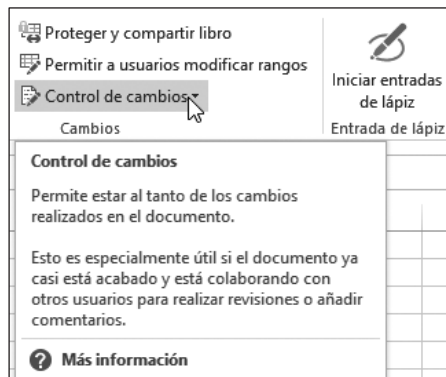 Proteger y compartir libro
Permitir a usuarios modificar rangos
Control de cambios
Cambios
Iniciar entradas
de lápiz
Entrada de lápiz
Control de cambios
Permite estar al tanto de los cambios
realizados en el documento.
Esto es especialmente útil si el documento ya
casi está acabado y está colaborando con
otros usuarios para realizar revisiones o añadir
comentarios.
? Más información